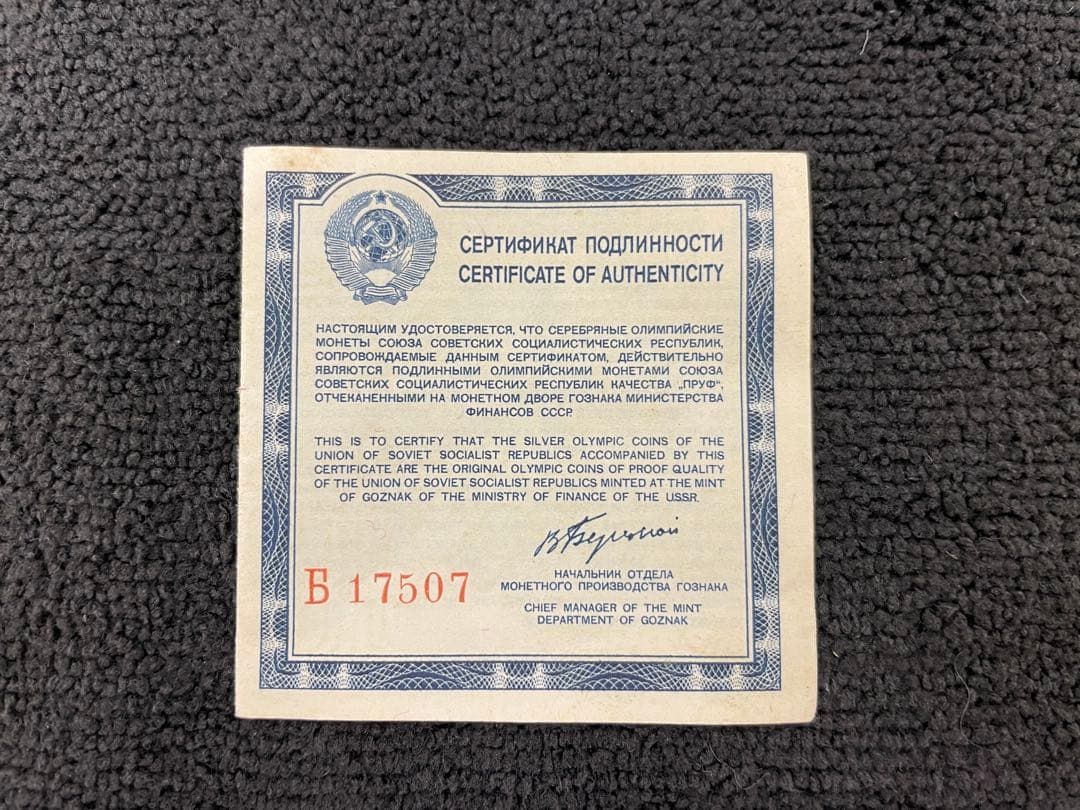 СЕРТИФИКАТ ПОДЛИННОСТИ
CERTIFICATE OF AUTHENTICITY
НАСТОЯЩИМ УДОСТОВЕРЯЕТСЯ, ЧТО СЕРЕБРЯНЫЕ ОЛИМПИЙСКИЕ
МОНЕТЫ СОЮЗА СОВЕТСКИХ СОЦИАЛИСТИЧЕСКИХ РЕСПУБЛИК,
СОПРОВОЖДАЕМЫЕ ДАННЫМ СЕРТИФИКАТОМ, ДЕЙСТВИТЕЛЬНО
ЯВЛЯЮТСЯ ПОДЛИННЫМИ ОЛИМПИЙСКИМИ МОНЕТАМИ СОЮЗА
СОВЕТСКИХ СОЦИАЛИСТИЧЕСКИХ РЕСПУБЛИК КАЧЕСТВА „ПРУФ“,
ОТЧЕКАНЕННЫМИ НА МОНЕТНОМ ДВОРЕ ГОЗНАКА МИНИСТЕРСТВА
ФИНАНСОВ СССР.
THIS IS TO CERTIFY THAT THE SILVER OLYMPIC COINS OF THE
UNION OF SOVIET SOCIALIST REPUBLICS ACCOMPANIED BY THIS
CERTIFICATE ARE THE ORIGINAL OLYMPIC COINS OF PROOF QUALITY
OF THE UNION OF SOVIET SOCIALIST REPUBLICS MINTED AT THE MINT
OF GOZNAK OF THE MINISTRY OF FINANCE OF THE U.S.S.R.
Б 17507
НАЧАЛЬНИК ОТДЕЛА
МОНЕТНОГО ПРОИЗВОДСТВА ГОЗНАКА
CHIEF MANAGER OF THE MINT
DEPARTMENT OF GOZNAK